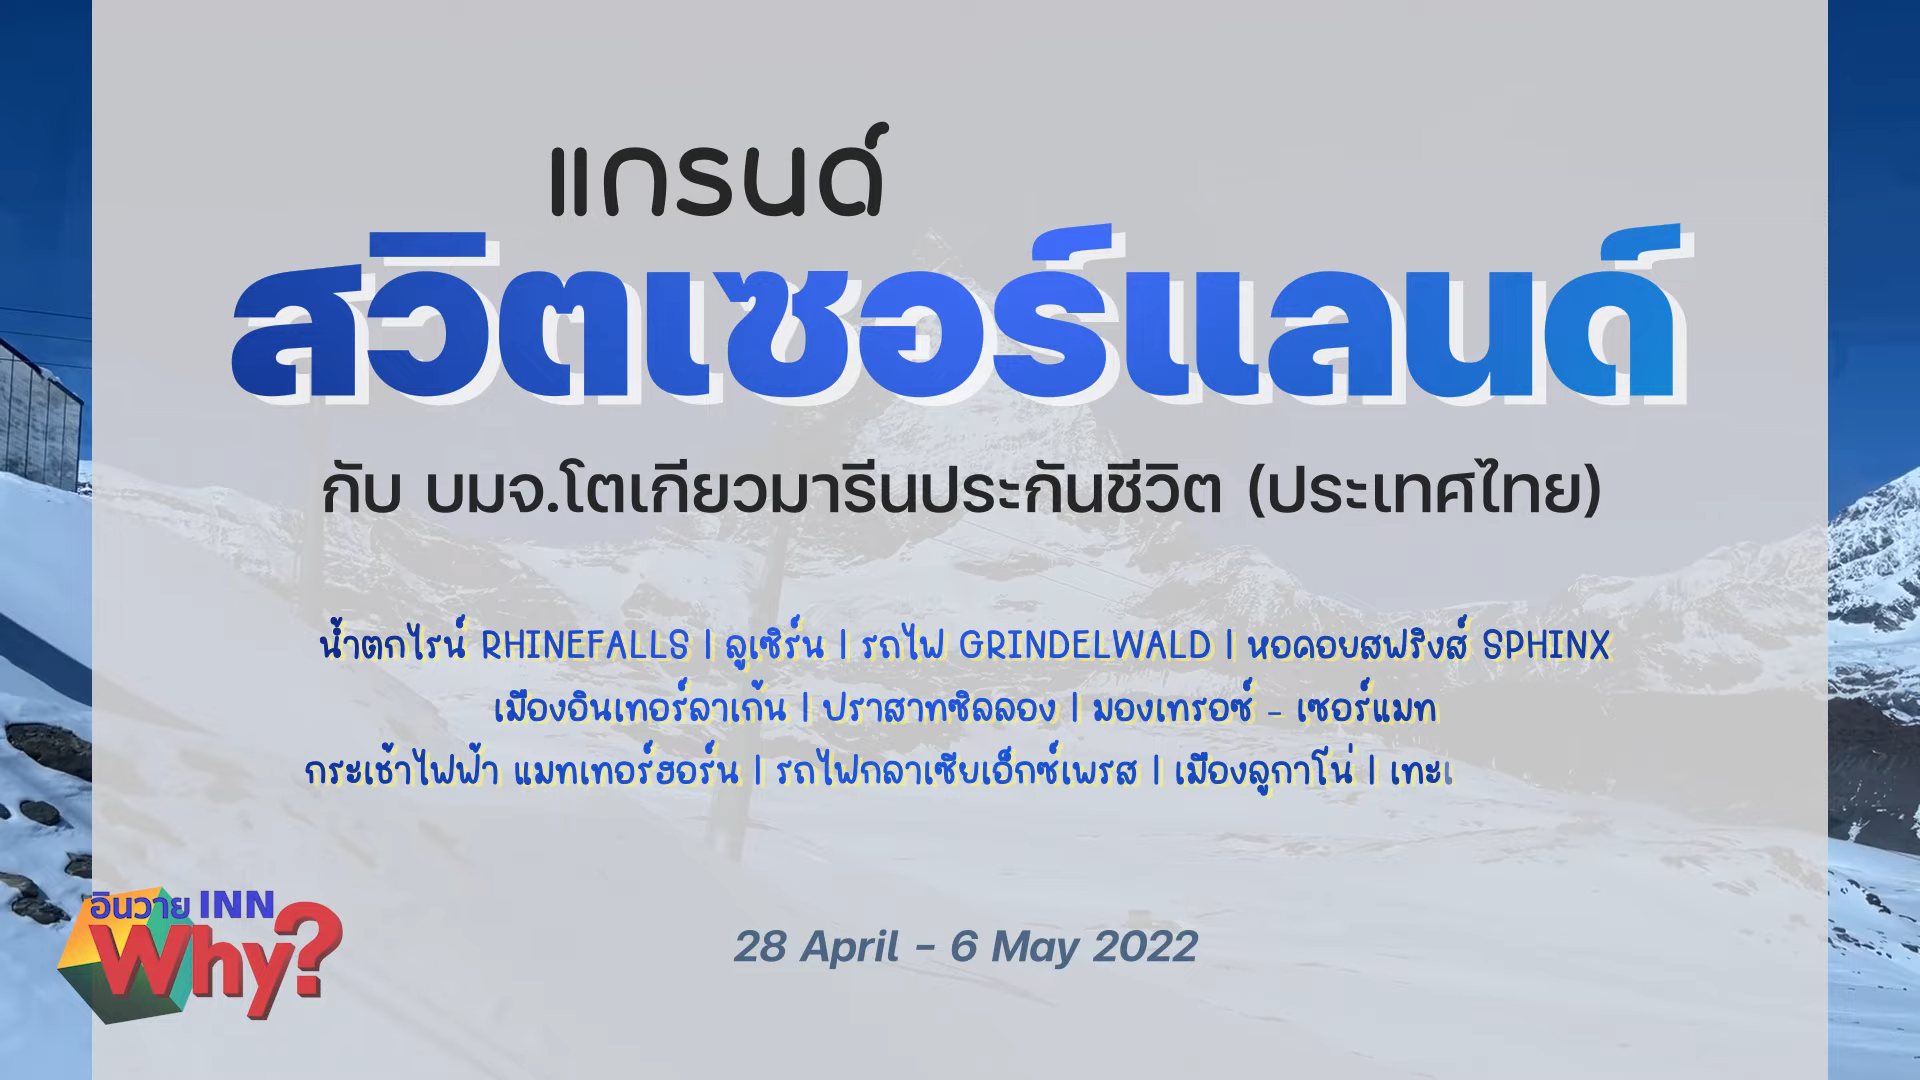 แกรนด์
สวิตเซอร์แลนด์
กับ บมจ.โตเกียวมารีนประกันชีวิต (ประเทศไทย)
น้ำตกไรน์ RHINEFALLS | ลูเซิร์น | รถไฟ GRINDELWALD | หอคอยสฟริงส์ SPHINX
เมืองอินเทอร์ลาเก้น | ปราสาทซิลลอง | มองเทรอซ์ - เซอร์แมท
กระเช้าไฟฟ้า แมทเทอร์ฮอร์น | รถไฟกลาเซียเอ็กซ์เพรส | เมืองลูกาโน่ | เทะเ
อินวาย INN
Why?
28 April - 6 May 2022